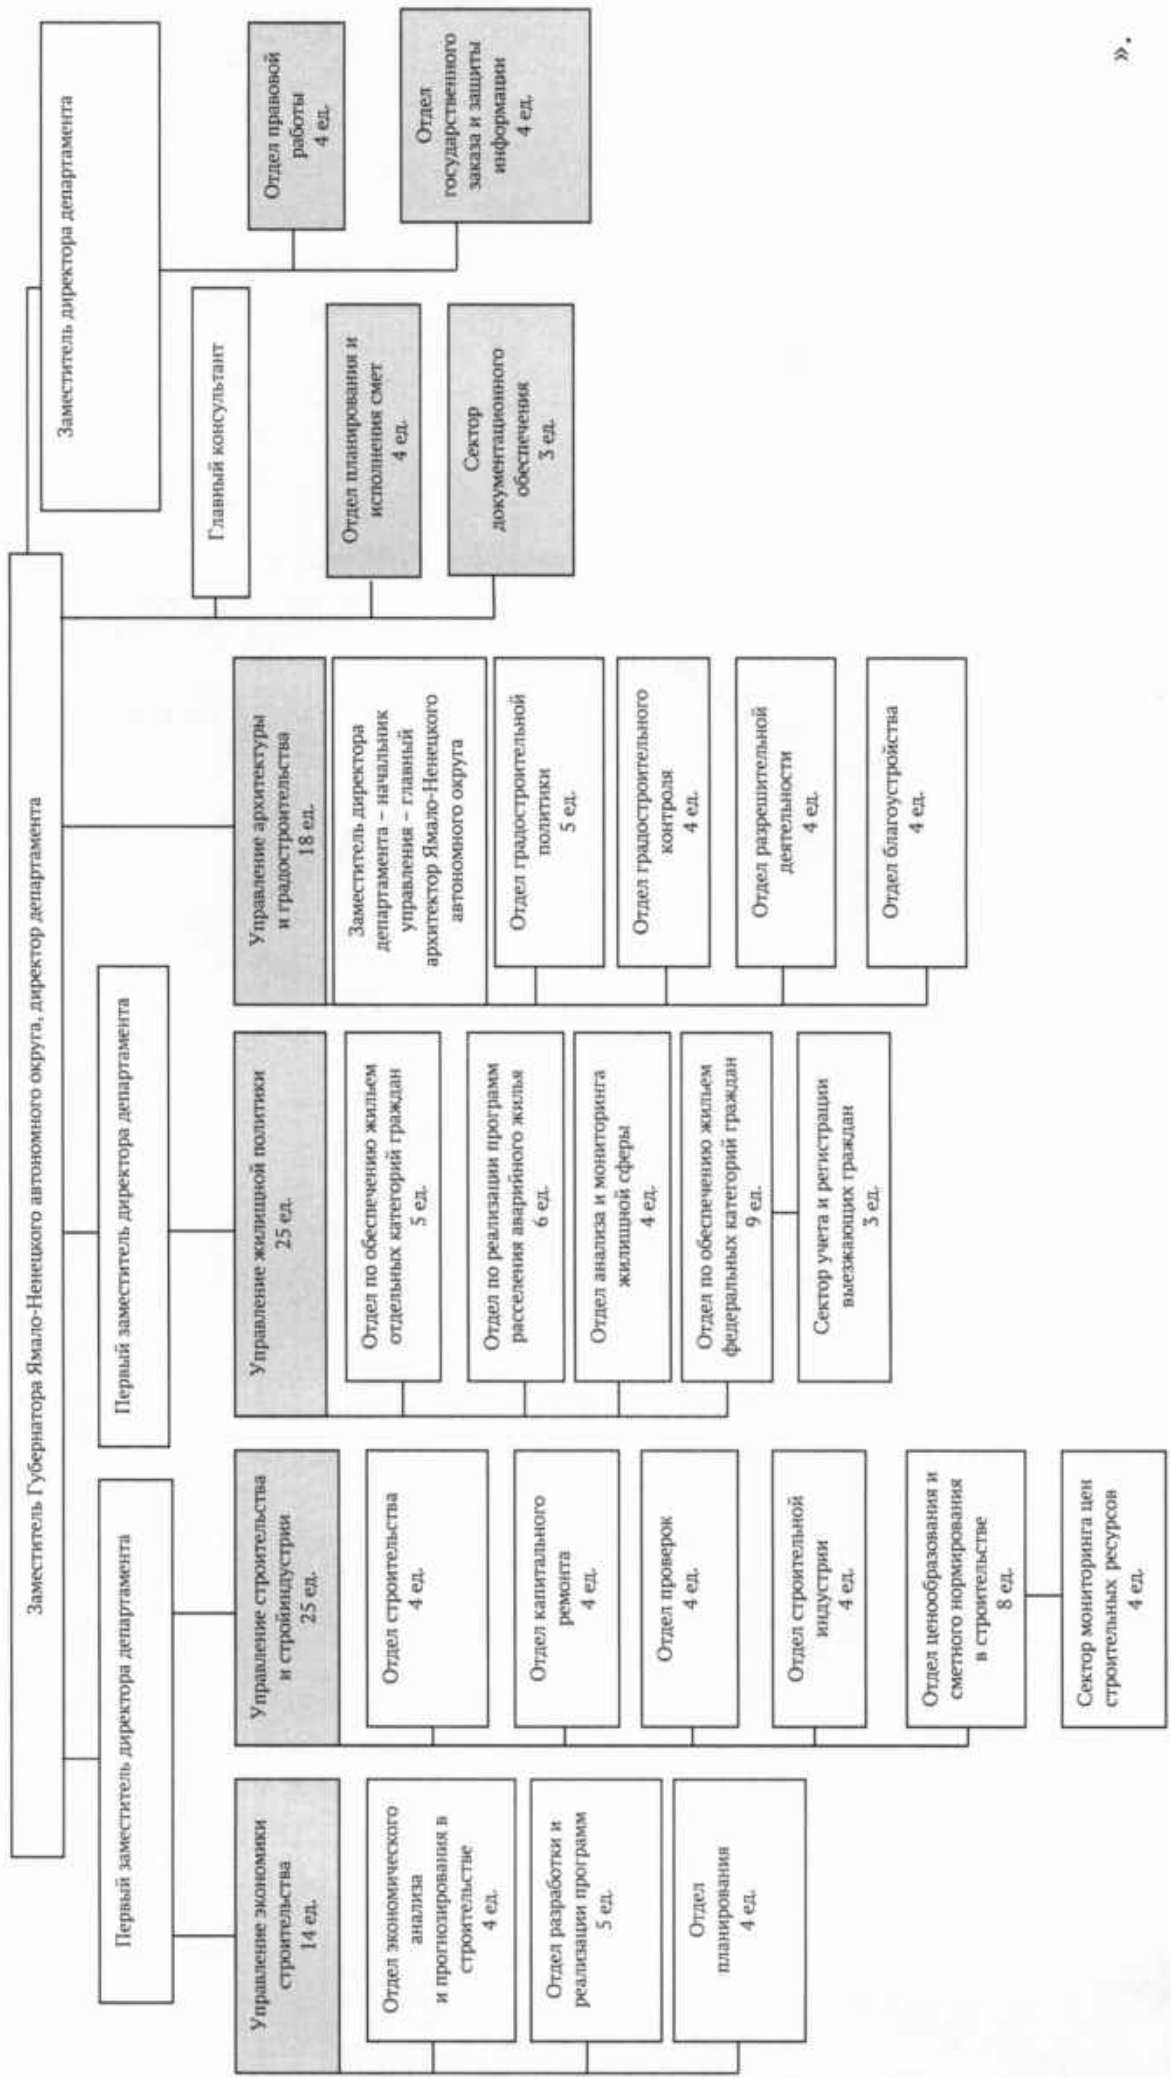 Заместитель Губернатора Ямало-Ненецкого автономного округа, директор департамента
Первый заместитель директора департамента
Первый заместитель директора департамента
Заместитель директора департамента
Управление экономики
строительства
14 ед.
Отдел экономического
анализа
и прогнозирования в
строительстве
4 ед.
Отдел разработки и
реализации программ
5 ед.
Отдел
планирования
4 ед.
Управление строительства
и стройиндустрии
25 ед.
Отдел строительства
4 ед.
Отдел капитального
ремонта
4 ед.
Отдел проверок
4 ед.
Отдел строительной
индустрии
4 ед.
Отдел ценообразования и
сметного нормирования
в строительстве
8 ед.
Сектор мониторинга цен
строительных ресурсов
4 ед.
Управление жилищной политики
25 ед.
Отдел по обеспечению жильем
отдельных категорий граждан
5 ед.
Отдел по реализации программ
расселения аварийного жилья
6 ед.
Отдел анализа и мониторинга
жилищной сферы
4 ед.
Отдел по обеспечению жильем
федеральных категорий граждан
9 ед.
Сектор учета и регистрации
выезжающих граждан
3 ед.
Управление архитектуры
и градостроительства
18 ед.
Заместитель директора
департамента – начальник
управления – главный
архитектор Ямало-Ненецкого
автономного округа
Отдел градостроительной
политики
5 ед.
Отдел градостроительного
контроля
4 ед.
Отдел разрешительной
деятельности
4 ед.
Отдел благоустройства
4 ед.
Главный консультант
Отдел планирования и
исполнения смет
4 ед.
Сектор
документационного
обеспечения
3 ед.
Отдел правовой
работы
4 ед.
Отдел
государственного
заказа и защиты
информации
4 ед.
».